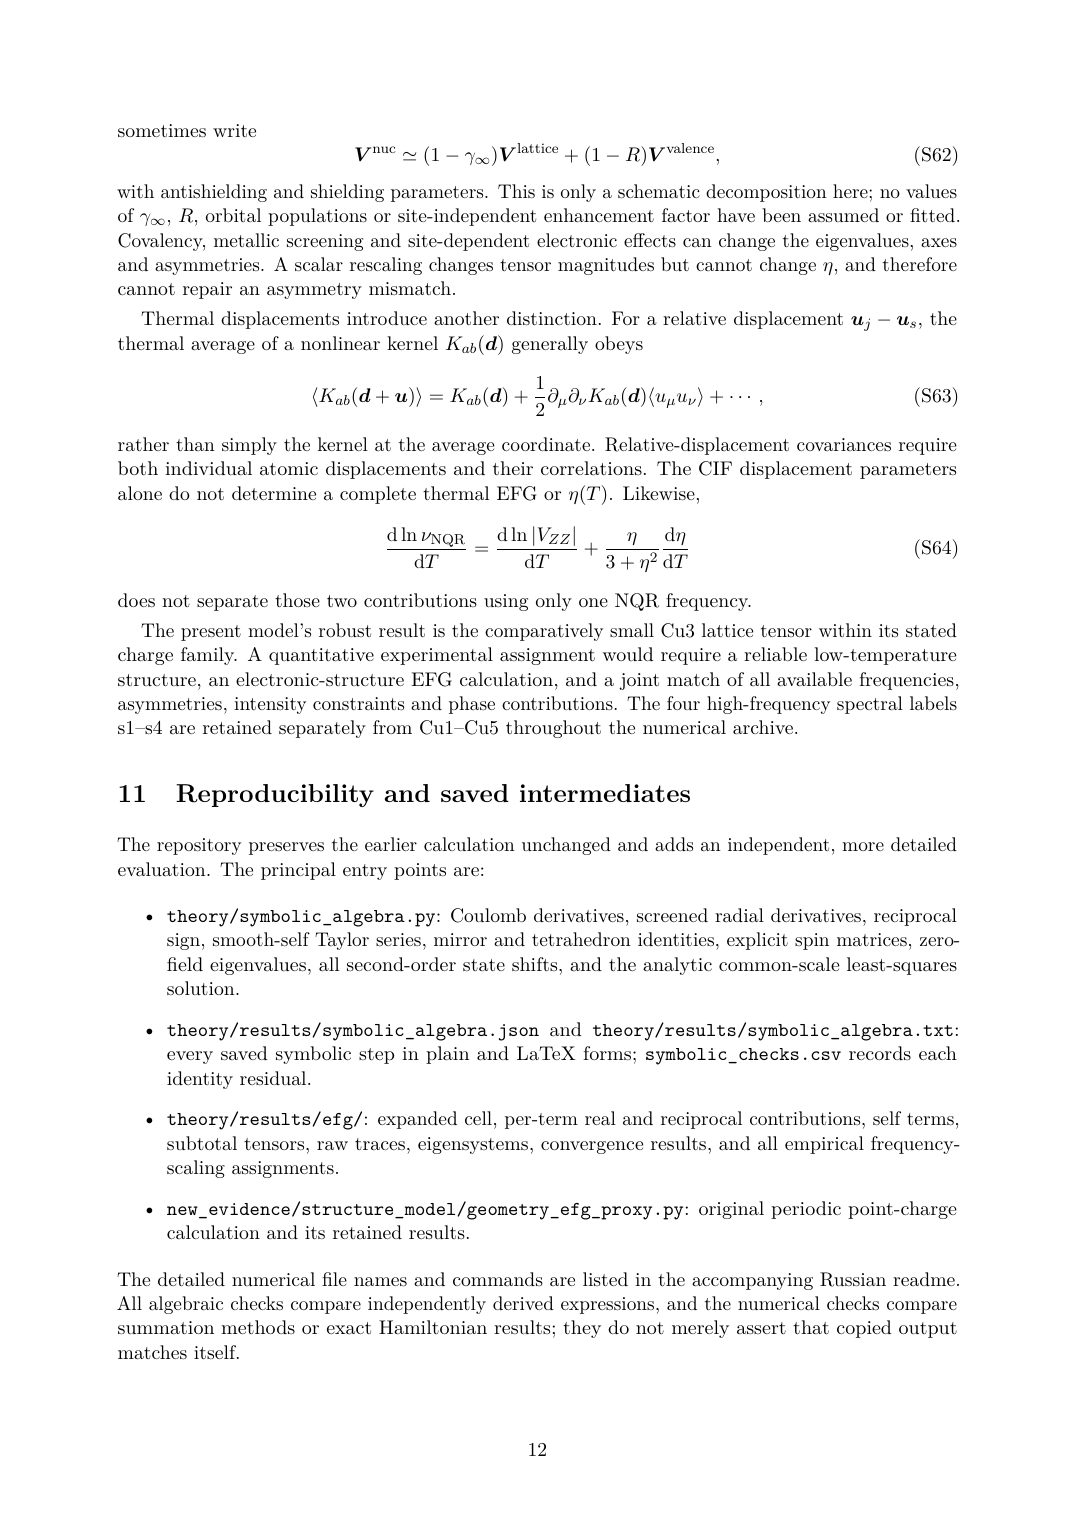 sometimes write
V^nuc ≃ (1 − γ∞)V^lattice + (1 − R)V^valence, (S62)
with antishielding and shielding parameters. This is only a schematic decomposition here; no values
of γ∞, R, orbital populations or site-independent enhancement factor have been assumed or fitted.
Covalency, metallic screening and site-dependent electronic effects can change the eigenvalues, axes
and asymmetries. A scalar rescaling changes tensor magnitudes but cannot change η, and therefore
cannot repair an asymmetry mismatch.
Thermal displacements introduce another distinction. For a relative displacement u_j − u_s, the
thermal average of a nonlinear kernel K_ab(d) generally obeys
⟨K_ab(d + u)⟩ = K_ab(d) + 1/2 ∂_μ∂_νK_ab(d)⟨u_μu_ν⟩ + ··· , (S63)
rather than simply the kernel at the average coordinate. Relative-displacement covariances require
both individual atomic displacements and their correlations. The CIF displacement parameters
alone do not determine a complete thermal EFG or η(T). Likewise,
d ln ν_NQR/dT = d ln |V_ZZ|/dT + η/(3 + η²) dη/dT (S64)
does not separate those two contributions using only one NQR frequency.
The present model's robust result is the comparatively small Cu3 lattice tensor within its stated
charge family. A quantitative experimental assignment would require a reliable low-temperature
structure, an electronic-structure EFG calculation, and a joint match of all available frequencies,
asymmetries, intensity constraints and phase contributions. The four high-frequency spectral labels
s1–s4 are retained separately from Cu1–Cu5 throughout the numerical archive.
11 Reproducibility and saved intermediates
The repository preserves the earlier calculation unchanged and adds an independent, more detailed
evaluation. The principal entry points are:
• theory/symbolic_algebra.py: Coulomb derivatives, screened radial derivatives, reciprocal
sign, smooth-self Taylor series, mirror and tetrahedron identities, explicit spin matrices, zero-
field eigenvalues, all second-order state shifts, and the analytic common-scale least-squares
solution.
• theory/results/symbolic_algebra.json and theory/results/symbolic_algebra.txt:
every saved symbolic step in plain and LaTeX forms; symbolic_checks.csv records each
identity residual.
• theory/results/efg/: expanded cell, per-term real and reciprocal contributions, self terms,
subtotal tensors, raw traces, eigensystems, convergence results, and all empirical frequency-
scaling assignments.
• new_evidence/structure_model/geometry_efg_proxy.py: original periodic point-charge
calculation and its retained results.
The detailed numerical file names and commands are listed in the accompanying Russian readme.
All algebraic checks compare independently derived expressions, and the numerical checks compare
summation methods or exact Hamiltonian results; they do not merely assert that copied output
matches itself.
12